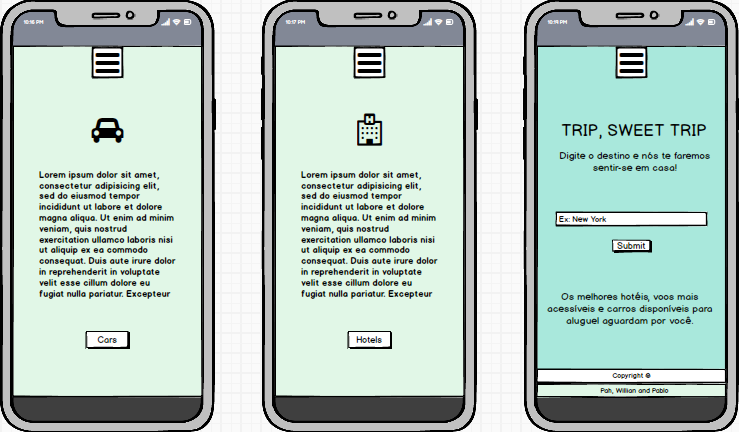 10:16 PM
Lorem ipsum dolor sit amet,
consectetur adipisicing elit,
sed do eiusmod tempor
incididunt ut labore et dolore
magna aliqua. Ut enim ad minim
veniam, quis nostrud
exercitation ullamco laboris nisi
ut aliquip ex ea commodo
consequat. Duis aute irure dolor
in reprehenderit in voluptate
velit esse cillum dolore eu
fugiat nulla pariatur. Excepteur
Cars
10:17 PM
H
Lorem ipsum dolor sit amet,
consectetur adipisicing elit,
sed do eiusmod tempor
incididunt ut labore et dolore
magna aliqua. Ut enim ad minim
veniam, quis nostrud
exercitation ullamco laboris nisi
ut aliquip ex ea commodo
consequat. Duis aute irure dolor
in reprehenderit in voluptate
velit esse cillum dolore eu
fugiat nulla pariatur. Excepteur
Hotels
10:19 PM
TRIP, SWEET TRIP
Digite o destino e nós te faremos
sentir-se em casa!
Ex: New York
Submit
Os melhores hotéis, voos mais
acessíveis e carros disponíveis para
aluguel aguardam por você.
Copyright ©
Pah, Willian and Pablo